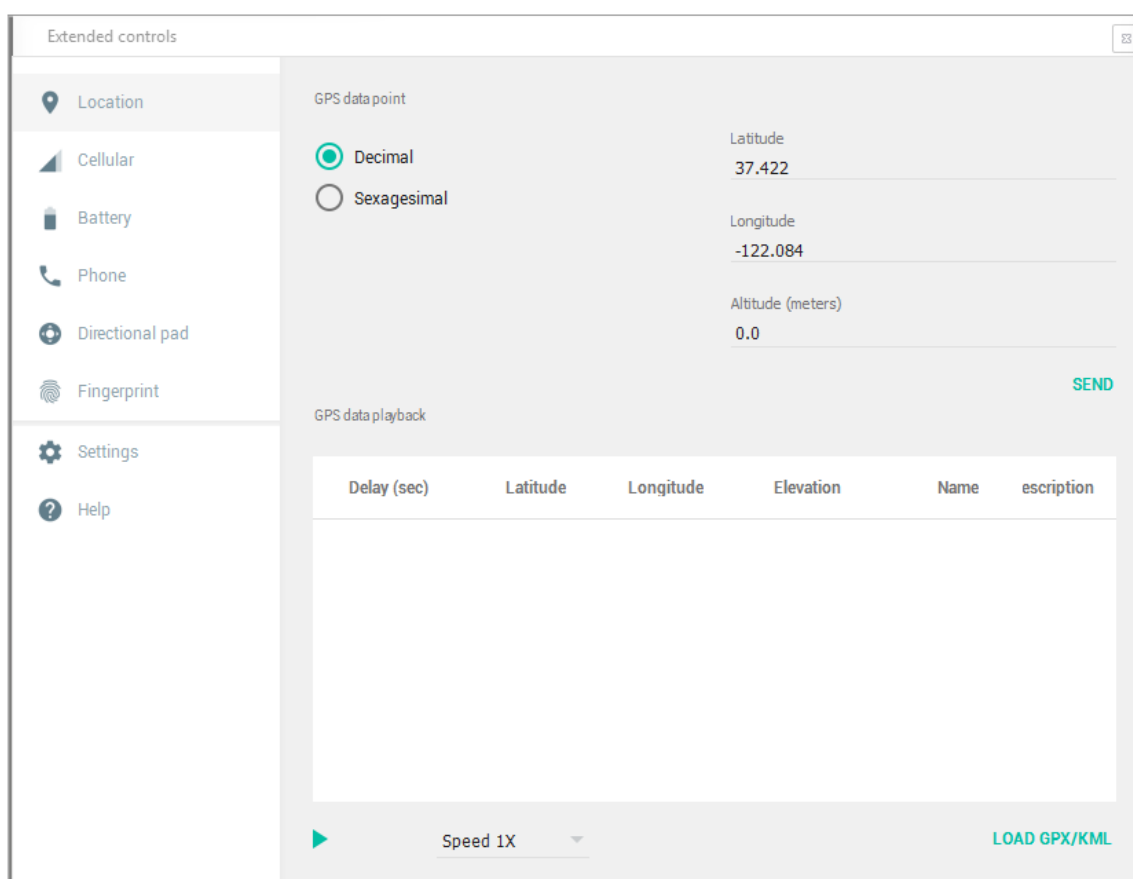 Extended controls
Location
Cellular
Battery
Phone
Directional pad
Fingerprint
Settings
Help
GPS data point
Decimal
Sexagesimal
Latitude
37.422
Longitude
-122.084
Altitude (meters)
0.0
SEND
GPS data playback
Delay (sec) Latitude Longitude Elevation Name escription
Speed 1X
LOAD GPX/KML